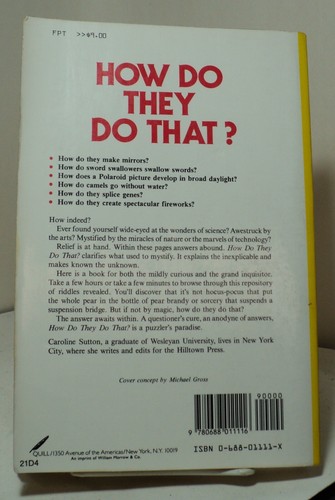 FPT >>$9.00
HOW DO
THEY
DO THAT?
• How do they make mirrors?
• How do sword swallowers swallow swords?
• How does a Polaroid picture develop in broad daylight?
• How do camels go without water?
• How do they splice genes?
• How do they create spectacular fireworks?
How indeed?
Ever found yourself wide-eyed at the wonders of science? Awestruck by
the arts? Mystified by the miracles of nature or the marvels of technology?
Relief is at hand. Within these pages answers abound. How Do They
Do That? clarifies what used to mystify. It explains the inexplicable and
makes known the unknown.
Here is a book for both the mildly curious and the grand inquisitor.
Take a few hours or take a few minutes to browse through this repository
of riddles revealed. You'll discover that it's not hocus-pocus that put
the whole pear in the bottle of pear brandy or sorcery that suspends a
suspension bridge. But if not by magic, how do they do that?
The answer awaits within. A questioner's cure, an anodyne of answers,
How Do They Do That? is a puzzler's paradise.
Caroline Sutton, a graduate of Wesleyan University, lives in New York
City, where she writes and edits for the Hilltown Press.
Cover concept by Michael Gross
90000
9 780688 011116
ISBN 0-688-01111-X
QUILL/1350 Avenue of the Americas/New York, N.Y. 10019
An imprint of William Morrow & Co.
21D4